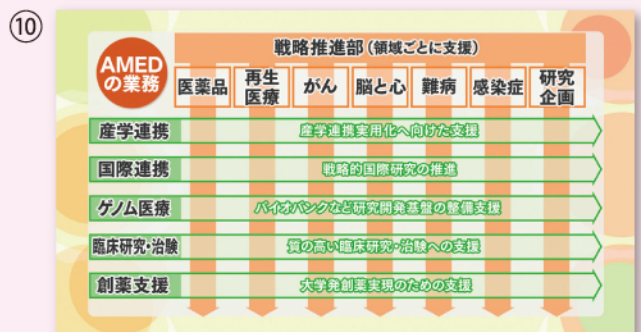 ⑩
AMED
の業務
戦略推進部(領域ごとに支援)
医薬品
再生
医療
がん
脳と心
難病
感染症
研究
企画
産学連携
産学連携実用化へ向けた支援
国際連携
戦略的国際研究の推進
ゲノム医療
バイオバンクなど研究開発基盤の整備支援
臨床研究・治験
質の高い臨床研究・治験への支援
創薬支援
大学発創薬実現のための支援